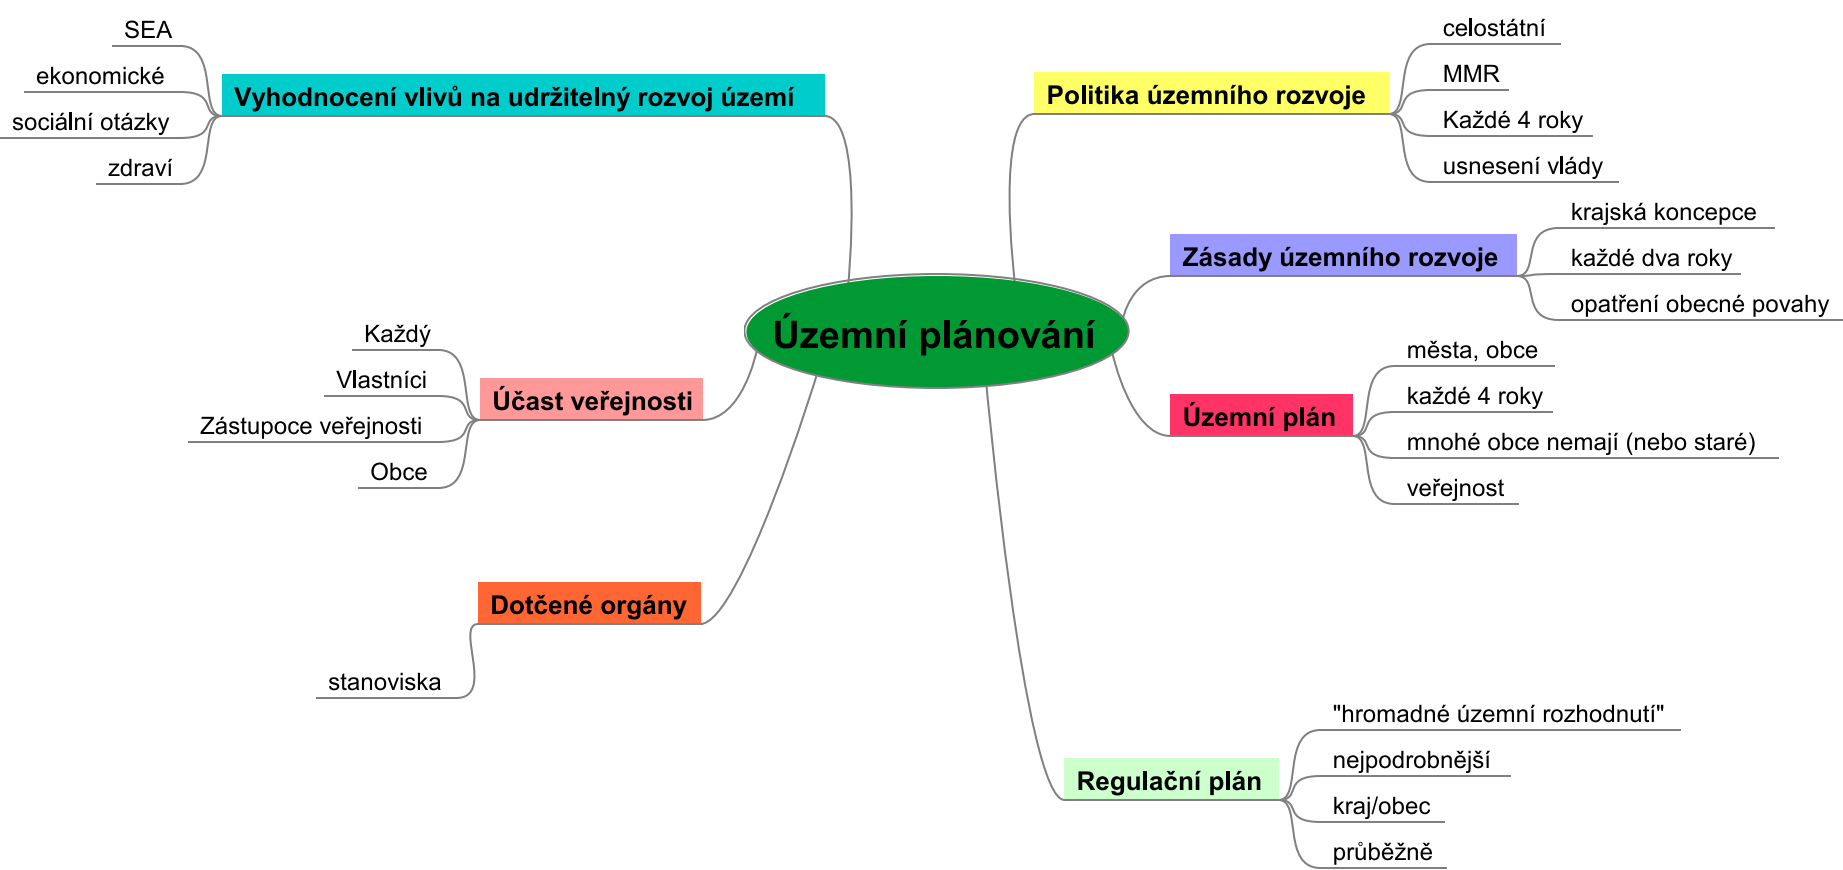 Územní plánování
Vyhodnocení vlivů na udržitelný rozvoj území
SEA
ekonomické
sociální otázky
zdraví
Účast veřejnosti
Každý
Vlastníci
Zástupoce veřejnosti
Obce
Dotčené orgány
stanoviska
Politika územního rozvoje
celostátní
MMR
Každé 4 roky
usnesení vlády
Zásady územního rozvoje
krajská koncepce
každé dva roky
opatření obecné povahy
Územní plán
města, obce
každé 4 roky
mnohé obce nemají (nebo staré)
veřejnost
Regulační plán
"hromadné územní rozhodnutí"
nejpodrobnější
kraj/obec
průběžně